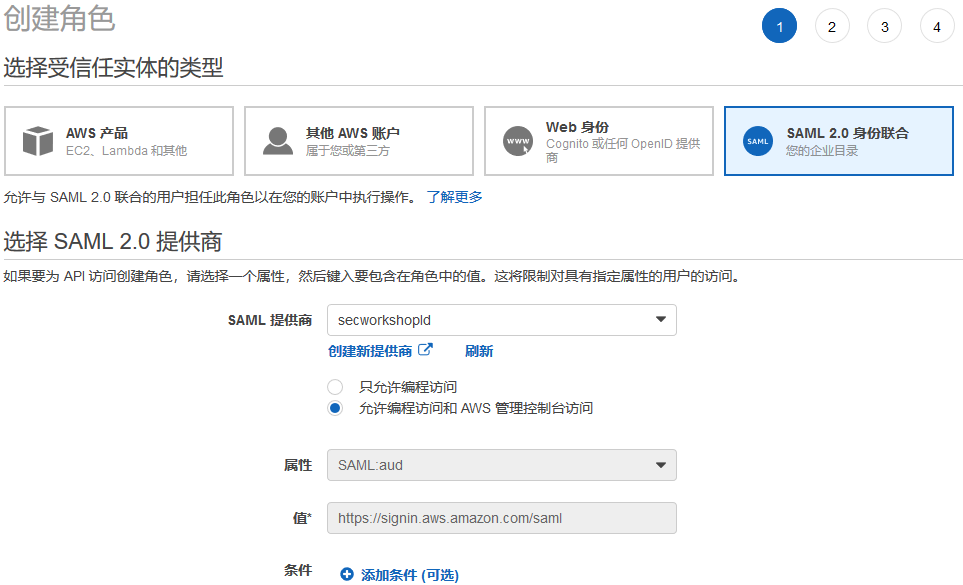 创建角色
1 2 3 4
选择受信任实体的类型
AWS 产品
EC2、Lambda 和其他
其他 AWS 账户
属于您或第三方
WWW
Web 身份
Cognito 或任何 OpenID 提供
商
SAML
SAML 2.0 身份联合
您的企业目录
允许与 SAML 2.0 联合的用户担任此角色以在您的账户中执行操作。 了解更多
选择 SAML 2.0 提供商
如果要为 API 访问创建角色，请选择一个属性，然后键入要包含在角色中的值。这将限制对具有指定属性的用户的访问。
SAML 提供商 secworkshopId
创建新提供商 刷新
只允许编程访问
允许编程访问和 AWS 管理控制台访问
属性 SAML:aud
值* https://signin.aws.amazon.com/saml
条件 添加条件 (可选)